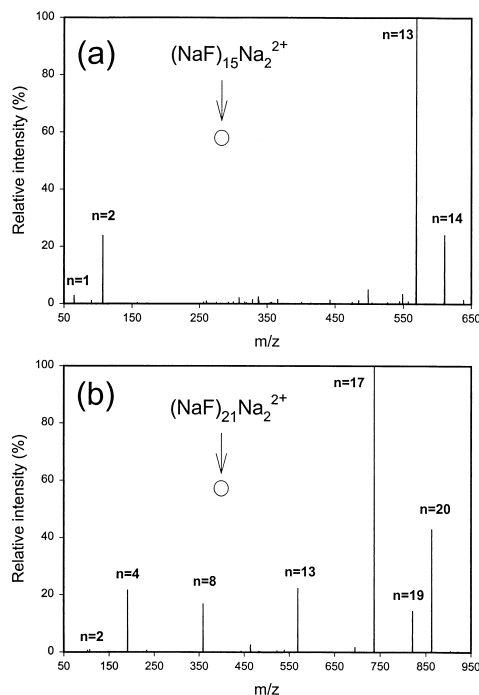 (a)
(NaF)15Na2 2+
n=13
n=2
n=14
n=1
Relative intensity (%)
100
80
60
40
20
0
50 150 250 350 450 550 650
m/z
(b)
(NaF)21Na2 2+
n=17
n=20
n=4
n=8
n=13
n=19
n=2
Relative intensity (%)
100
80
60
40
20
0
50 150 250 350 450 550 650 750 850 950
m/z